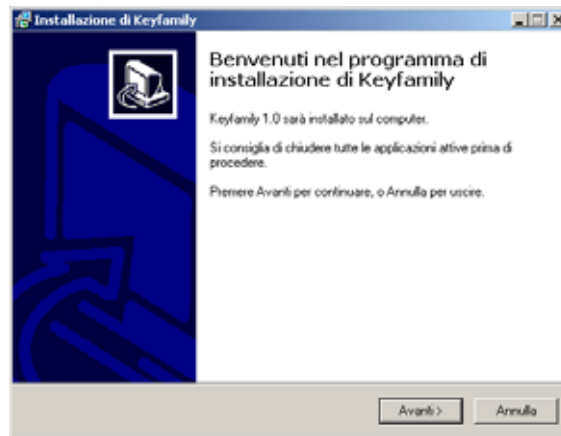 Installazione di Keyfamily
Benvenuti nel programma di
installazione di Keyfamily
Keyfamily 1.0 sarà installato sul computer.
Si consiglia di chiudere tutte le applicazioni attive prima di
procedere.
Premere Avanti per continuare, o Annulla per uscire.
Avanti >
Annulla